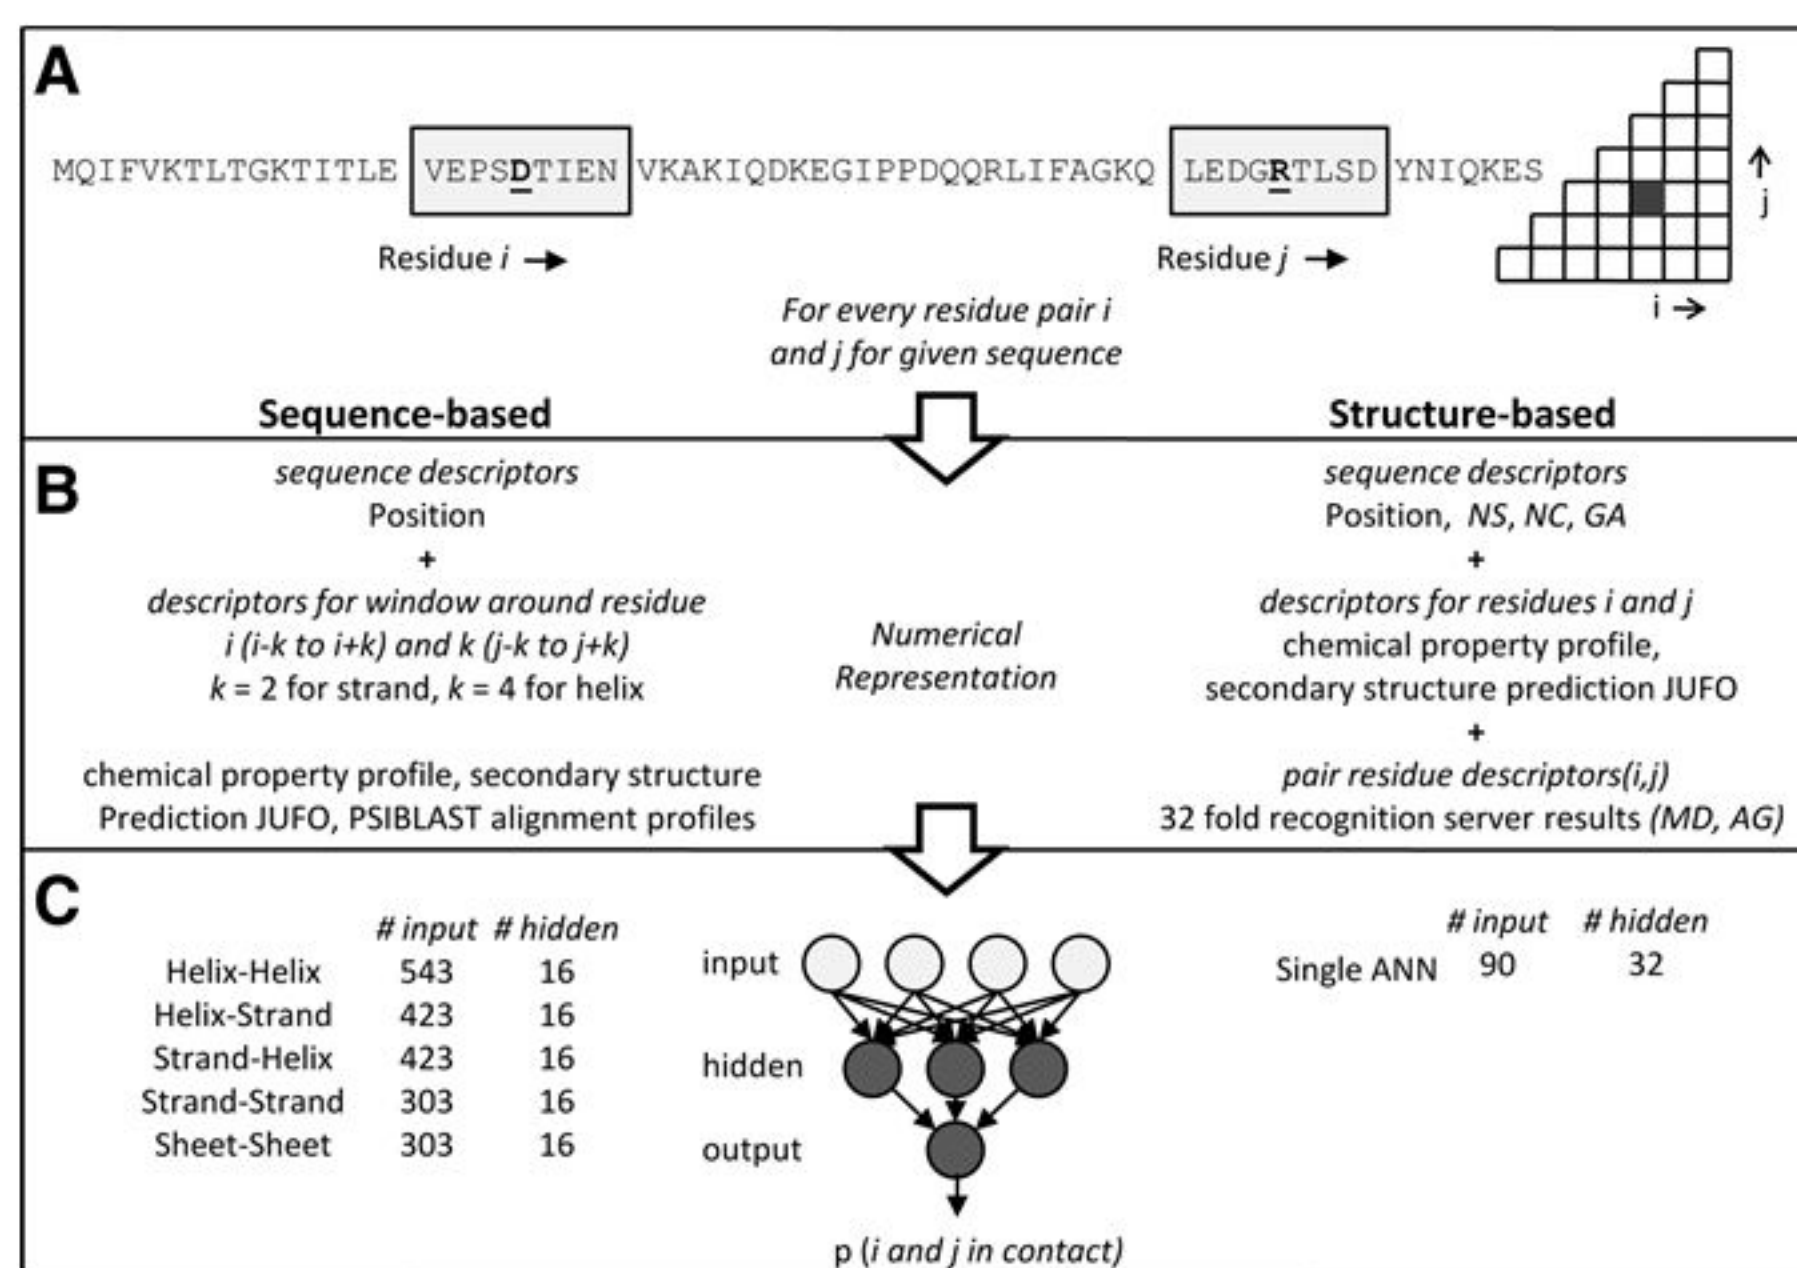 A
MQIFVKTLTGKTITLE VEPSDTIEN VKAKIQDKEGIPPDQQRLIFAGKQ LEDGRTLSD YNIQKES
Residue i →
Residue j →
j
i →
For every residue pair i
and j for given sequence
Sequence-based
Structure-based
B
sequence descriptors
Position
+
descriptors for window around residue
i (i-k to i+k) and k (j-k to j+k)
k = 2 for strand, k = 4 for helix
chemical property profile, secondary structure
Prediction JUFO, PSIBLAST alignment profiles
Numerical
Representation
sequence descriptors
Position, NS, NC, GA
+
descriptors for residues i and j
chemical property profile,
secondary structure prediction JUFO
+
pair residue descriptors(i,j)
32 fold recognition server results (MD, AG)
C
# input # hidden
Helix-Helix 543 16
Helix-Strand 423 16
Strand-Helix 423 16
Strand-Strand 303 16
Sheet-Sheet 303 16
input
hidden
output
p (i and j in contact)
# input # hidden
Single ANN 90 32